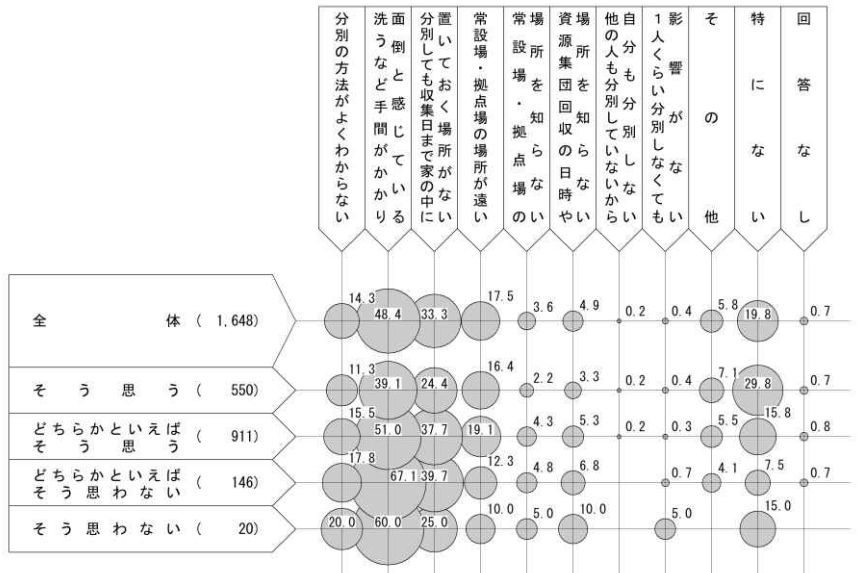 分別の方法がよくわからない
面倒と感じている
洗うなど手間がかかり
置いておく場所がない
分別しても収集日まで家の中に
常設場・拠点場の場所が遠い
場所を知らない
常設場・拠点場の
場所を知らない
資源集団回収の日時や
自分も分別しない
他の人も分別していないから
影響がない
1人くらい分別しなくても
その他
特にない
回答なし
全体 ( 1,648)
14.3 48.4 33.3 17.5 3.6 4.9 0.2 0.4 5.8 19.8 0.7
そう思う ( 550)
11.3 39.1 24.4 16.4 2.2 3.3 0.2 0.4 7.1 29.8 0.7
どちらかといえば
そう思う ( 911)
15.5 51.0 37.7 19.1 4.3 5.3 0.2 0.3 5.5 15.8 0.8
どちらかといえば
そう思わない ( 146)
17.8 67.1 39.7 12.3 4.8 6.8 0.7 4.1 7.5 0.7
そう思わない ( 20)
20.0 60.0 25.0 10.0 5.0 10.0 5.0 15.0